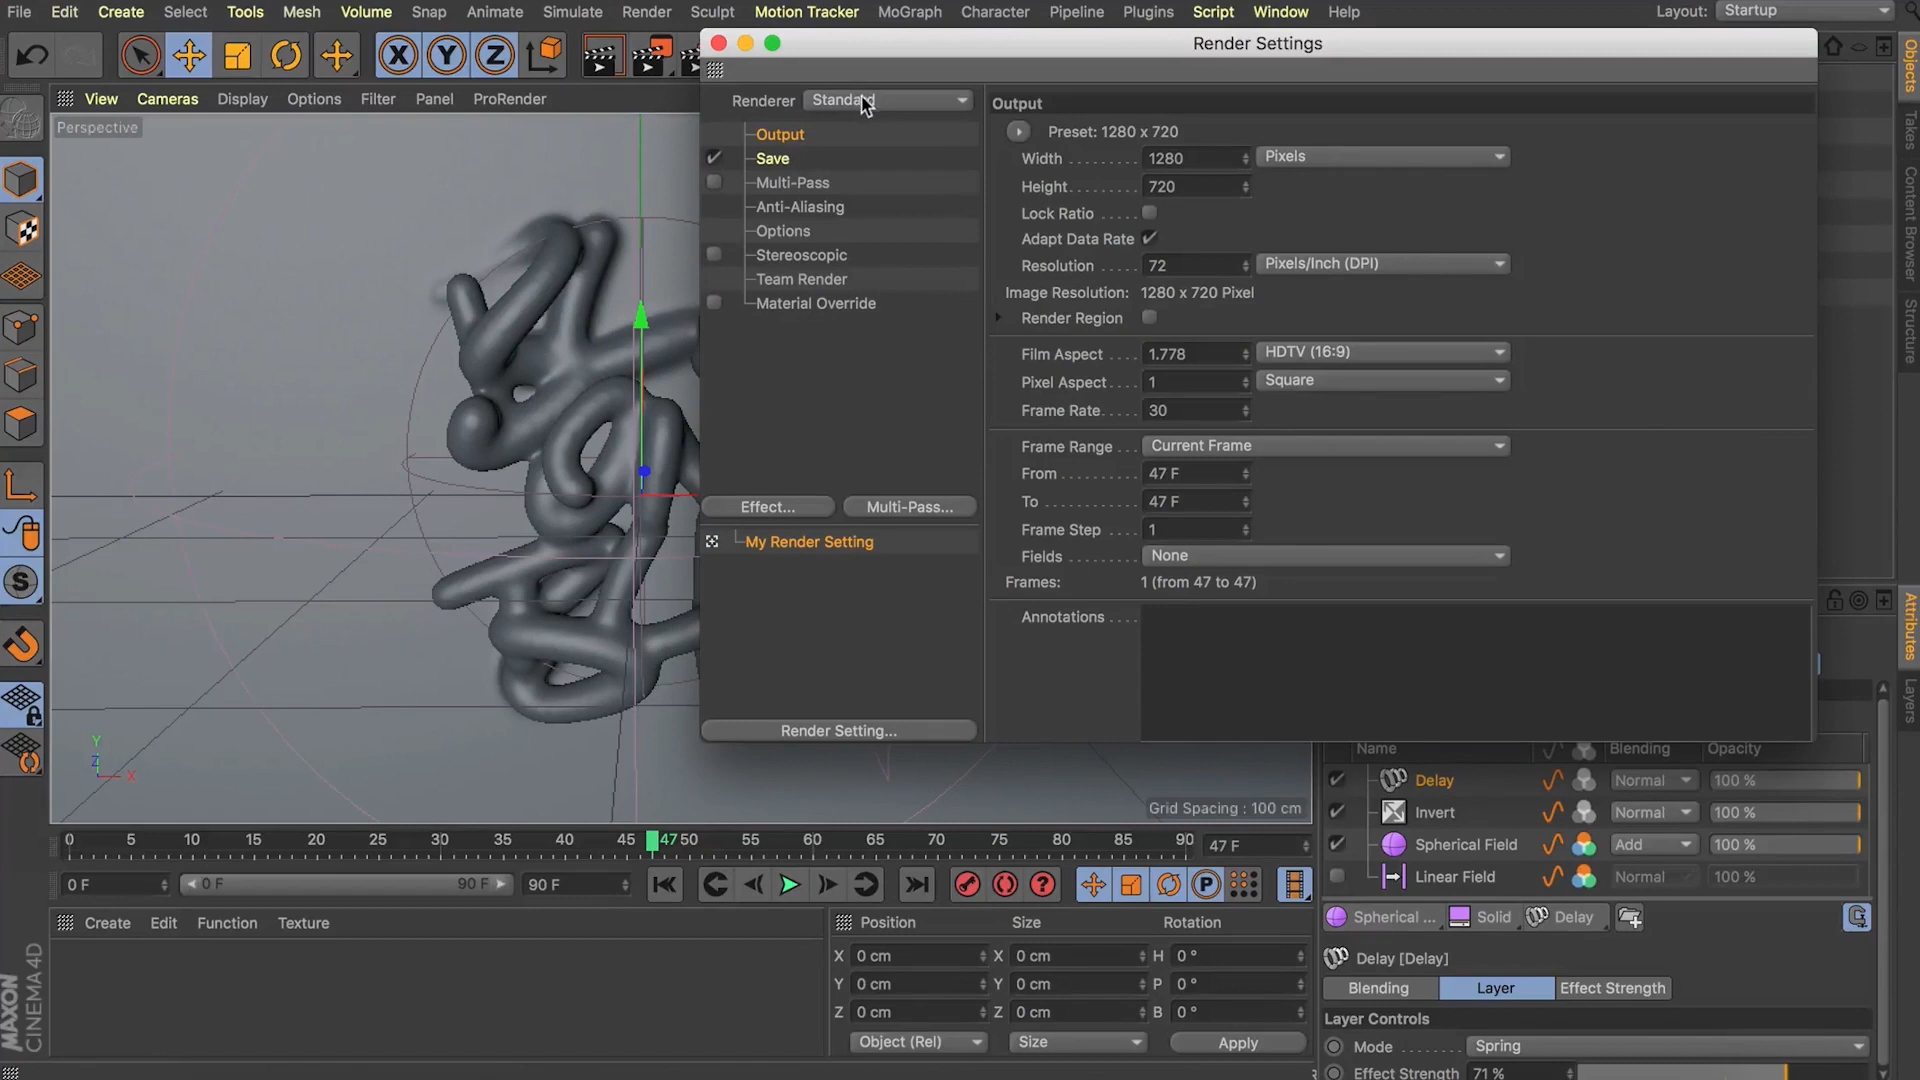 File Edit Create Select Tools Mesh Volume Snap Animate Simulate Render Sculpt Motion Tracker MoGraph Character Pipeline Plugins Script Window Help Layout: Startup
Render Settings
View Cameras Display Options Filter Panel ProRender
Perspective
Renderer Standard
Output
Save
Multi-Pass
Anti-Aliasing
Options
Stereoscopic
Team Render
Material Override
Effect... Multi-Pass...
My Render Setting
Render Setting...
Output
Preset: 1280 x 720
Width 1280 Pixels
Height 720
Lock Ratio
Adapt Data Rate
Resolution 72 Pixels/Inch (DPI)
Image Resolution: 1280 x 720 Pixel
Render Region
Film Aspect 1.778 HDTV (16:9)
Pixel Aspect 1 Square
Frame Rate 30
Frame Range Current Frame
From 47 F
To 47 F
Frame Step 1
Fields None
Frames: 1 (from 47 to 47)
Annotations
Objects
Takes
Content Browser
Structure
Attributes
Layers
X Y Z
Y
Z
X
Grid Spacing : 100 cm
0 5 10 15 20 25 30 35 40 45 47 50 55 60 65 70 75 80 85 90 47 F
0 F 0 F 90 F 90 F
Create Edit Function Texture
Position Size Rotation
X 0 cm X 0 cm H 0 °
Y 0 cm Y 0 cm P 0 °
Z 0 cm Z 0 cm B 0 °
Object (Rel) Size Apply
MAXON
CINEMA 4D
Name Blending Opacity
Delay Normal 100 %
Invert Normal 100 %
Spherical Field Add 100 %
Linear Field Normal 100 %
Spherical ... Solid Delay
Delay [Delay]
Blending Layer Effect Strength
Layer Controls
Mode Spring
Effect Strength 71 %